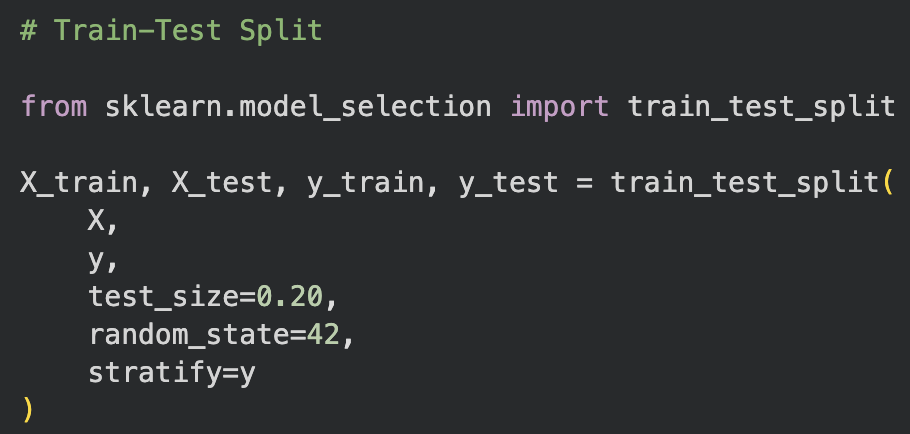 # Train-Test Split
from sklearn.model_selection import train_test_split
X_train, X_test, y_train, y_test = train_test_split(
    X,
    y,
    test_size=0.20,
    random_state=42,
    stratify=y
)